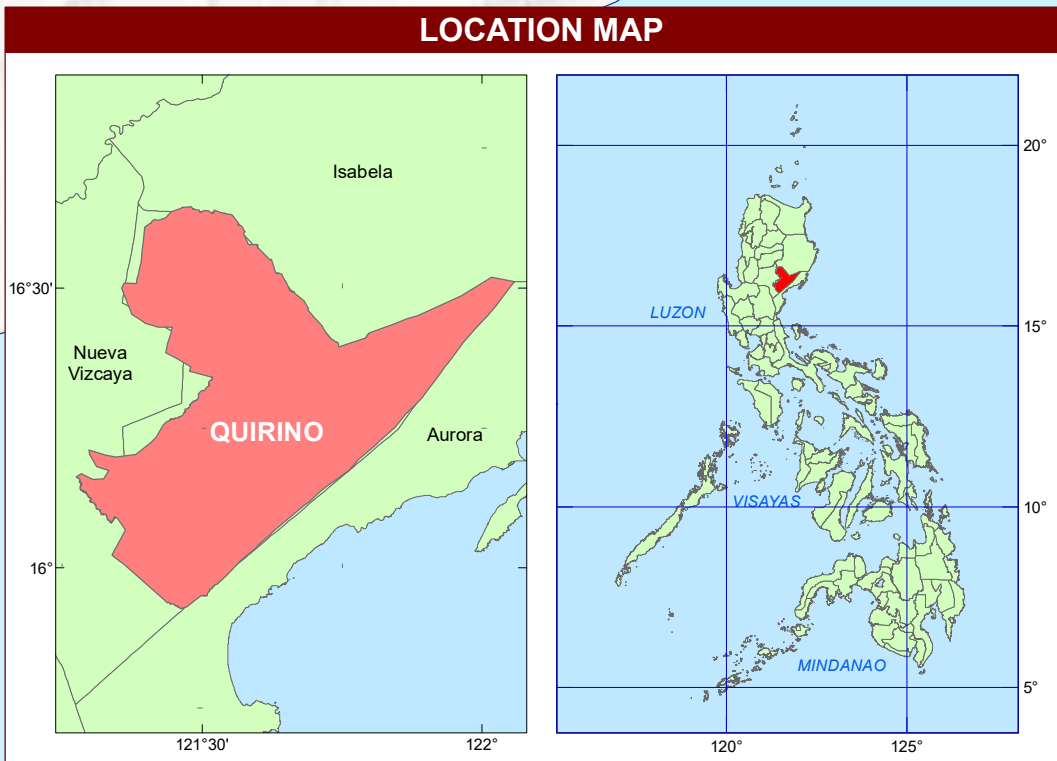 LOCATION MAP
Isabela
16°30'
Nueva
Vizcaya
QUIRINO
Aurora
16°
121°30'
122°
20°
LUZON
15°
VISAYAS
10°
MINDANAO
5°
120°
125°